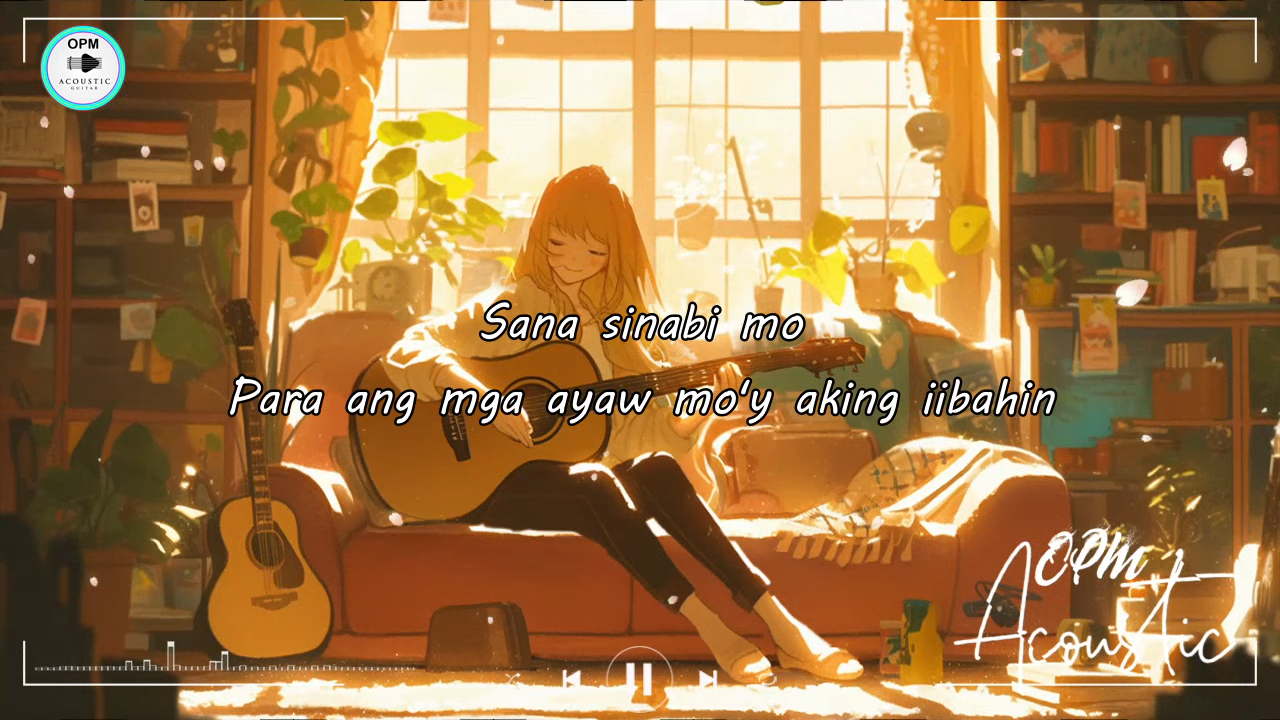 OPM
ACOUSTIC
GUITAR
Sana sinabi mo
Para ang mga ayaw mo'y aking iibahin
OPM
Acoustic